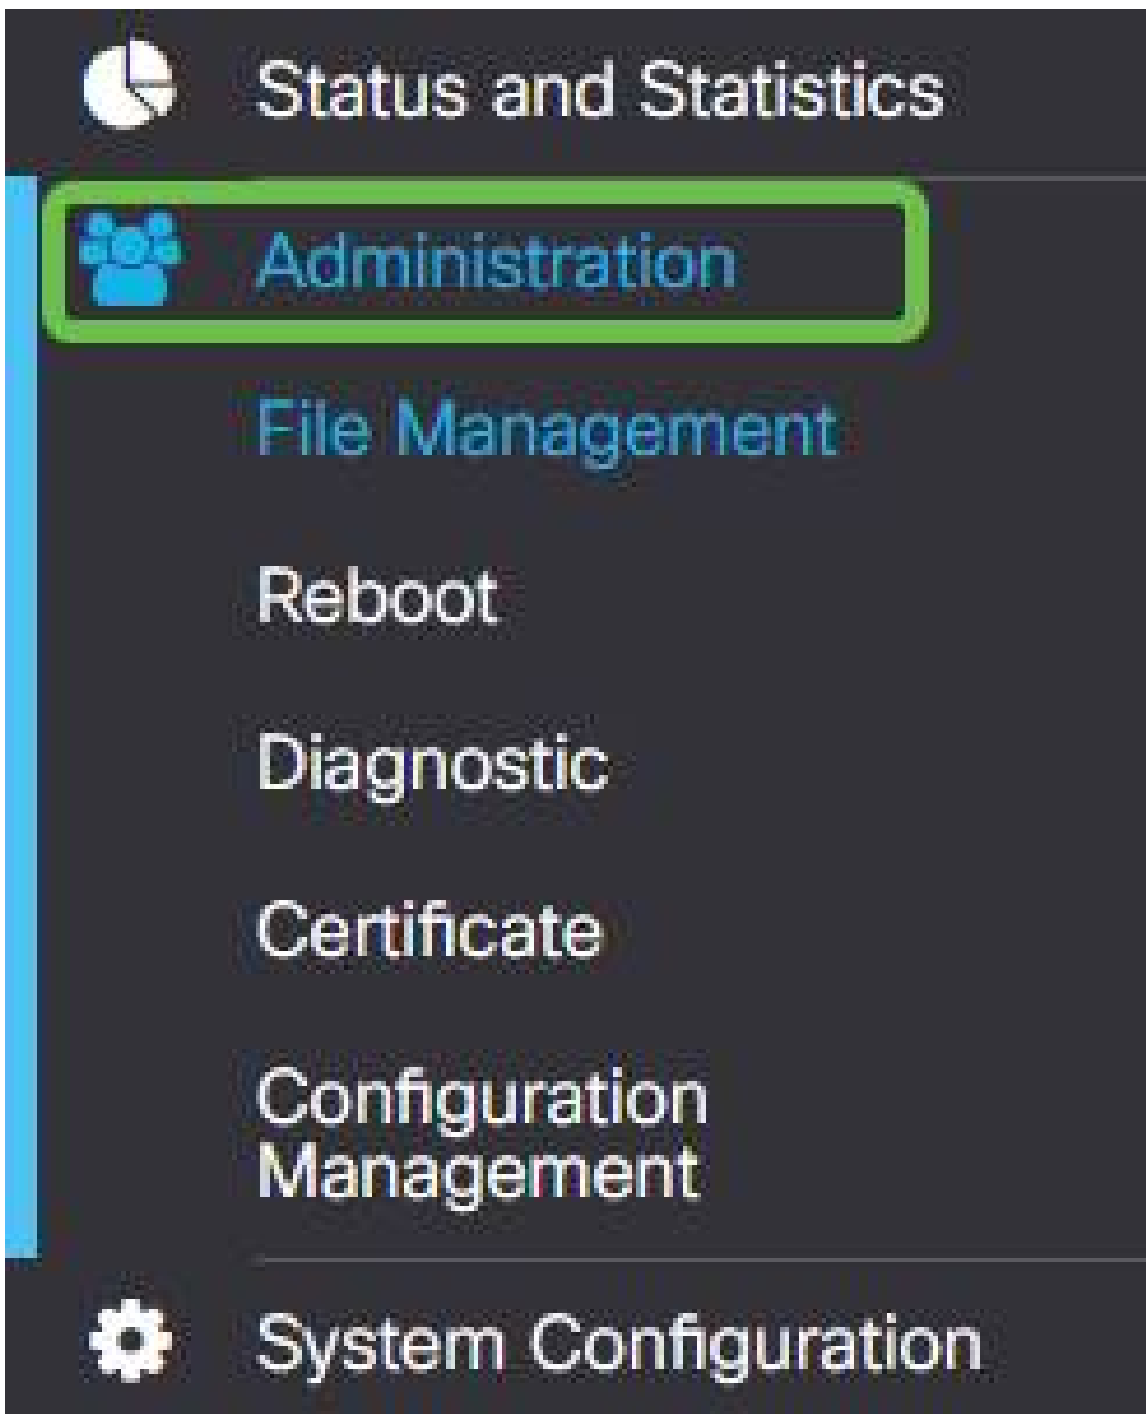 Status and Statistics
Administration
File Management
Reboot
Diagnostic
Certificate
Configuration
Management
System Configuration